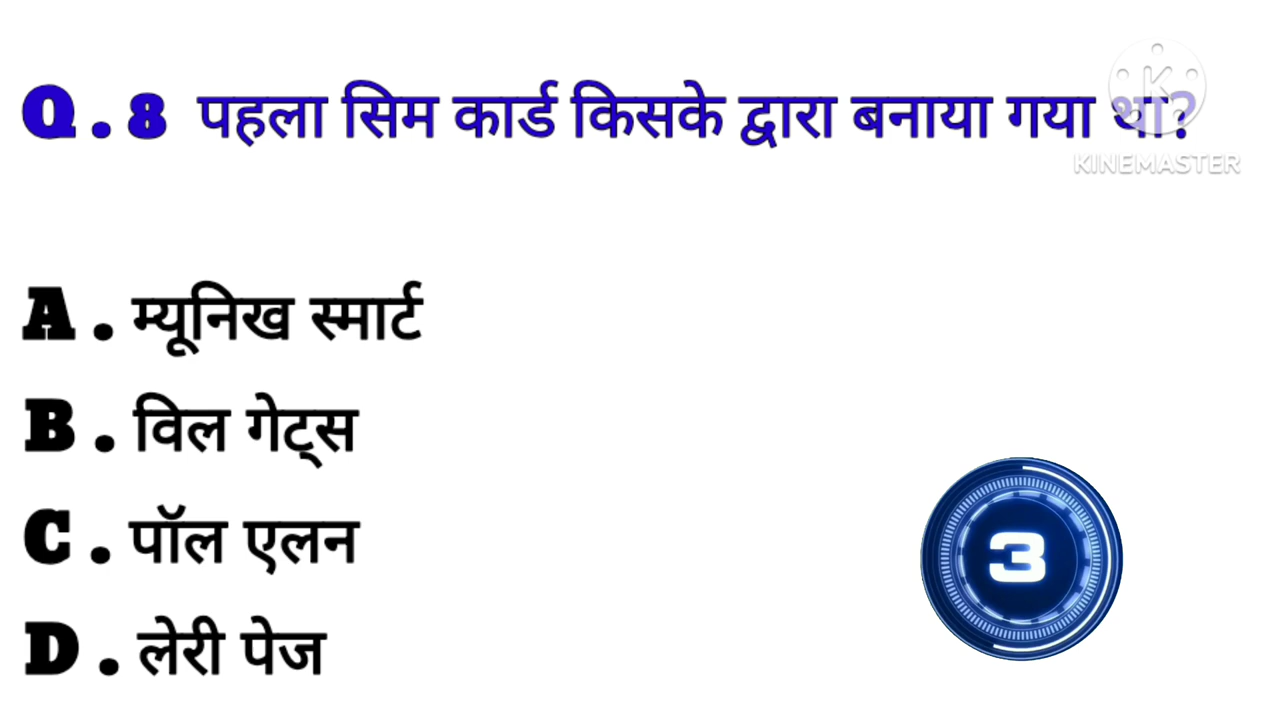 Q.8 पहला सिम कार्ड किसके द्वारा बनाया गया था?
KINEMASTER
A. म्यूनिख स्मार्ट
B. विल गेट्स
C. पॉल एलन
3
D. लेरी पेज